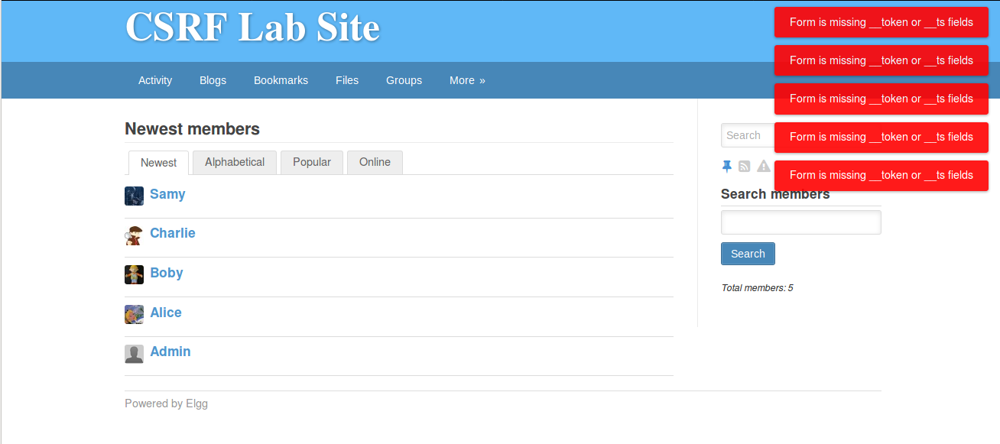 CSRF Lab Site
Form is missing __token or __ts fields
Form is missing __token or __ts fields
Form is missing __token or __ts fields
Form is missing __token or __ts fields
Form is missing __token or __ts fields
Activity Blogs Bookmarks Files Groups More »
Newest members
Newest Alphabetical Popular Online
Samy
Charlie
Boby
Alice
Admin
Search
Search members
Search
Total members: 5
Powered by Elgg